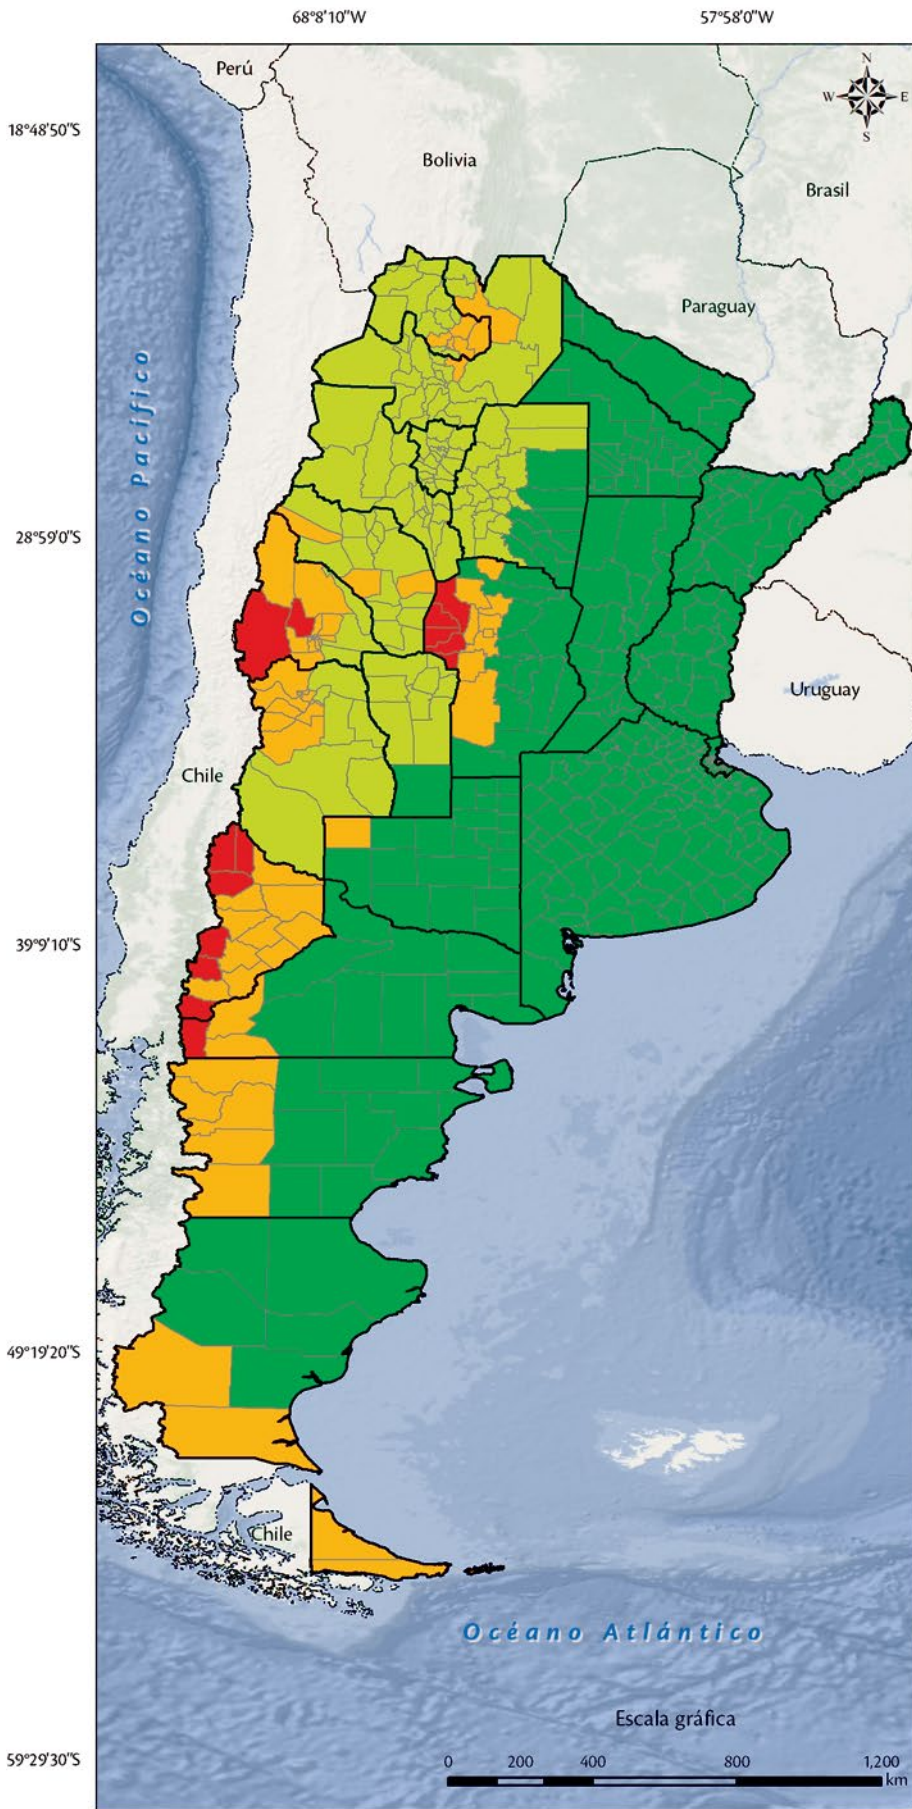 68°8'10"W
57°58'0"W
Perú
N
W
E
S
18°48'50"S
Bolivia
Brasil
Paraguay
Océano Pacífico
28°59'0"S
Uruguay
Chile
39°9'10"S
49°19'20"S
Chile
Océano Atlántico
Escala gráfica
59°29'30"S
0 200 400 800 1,200
km